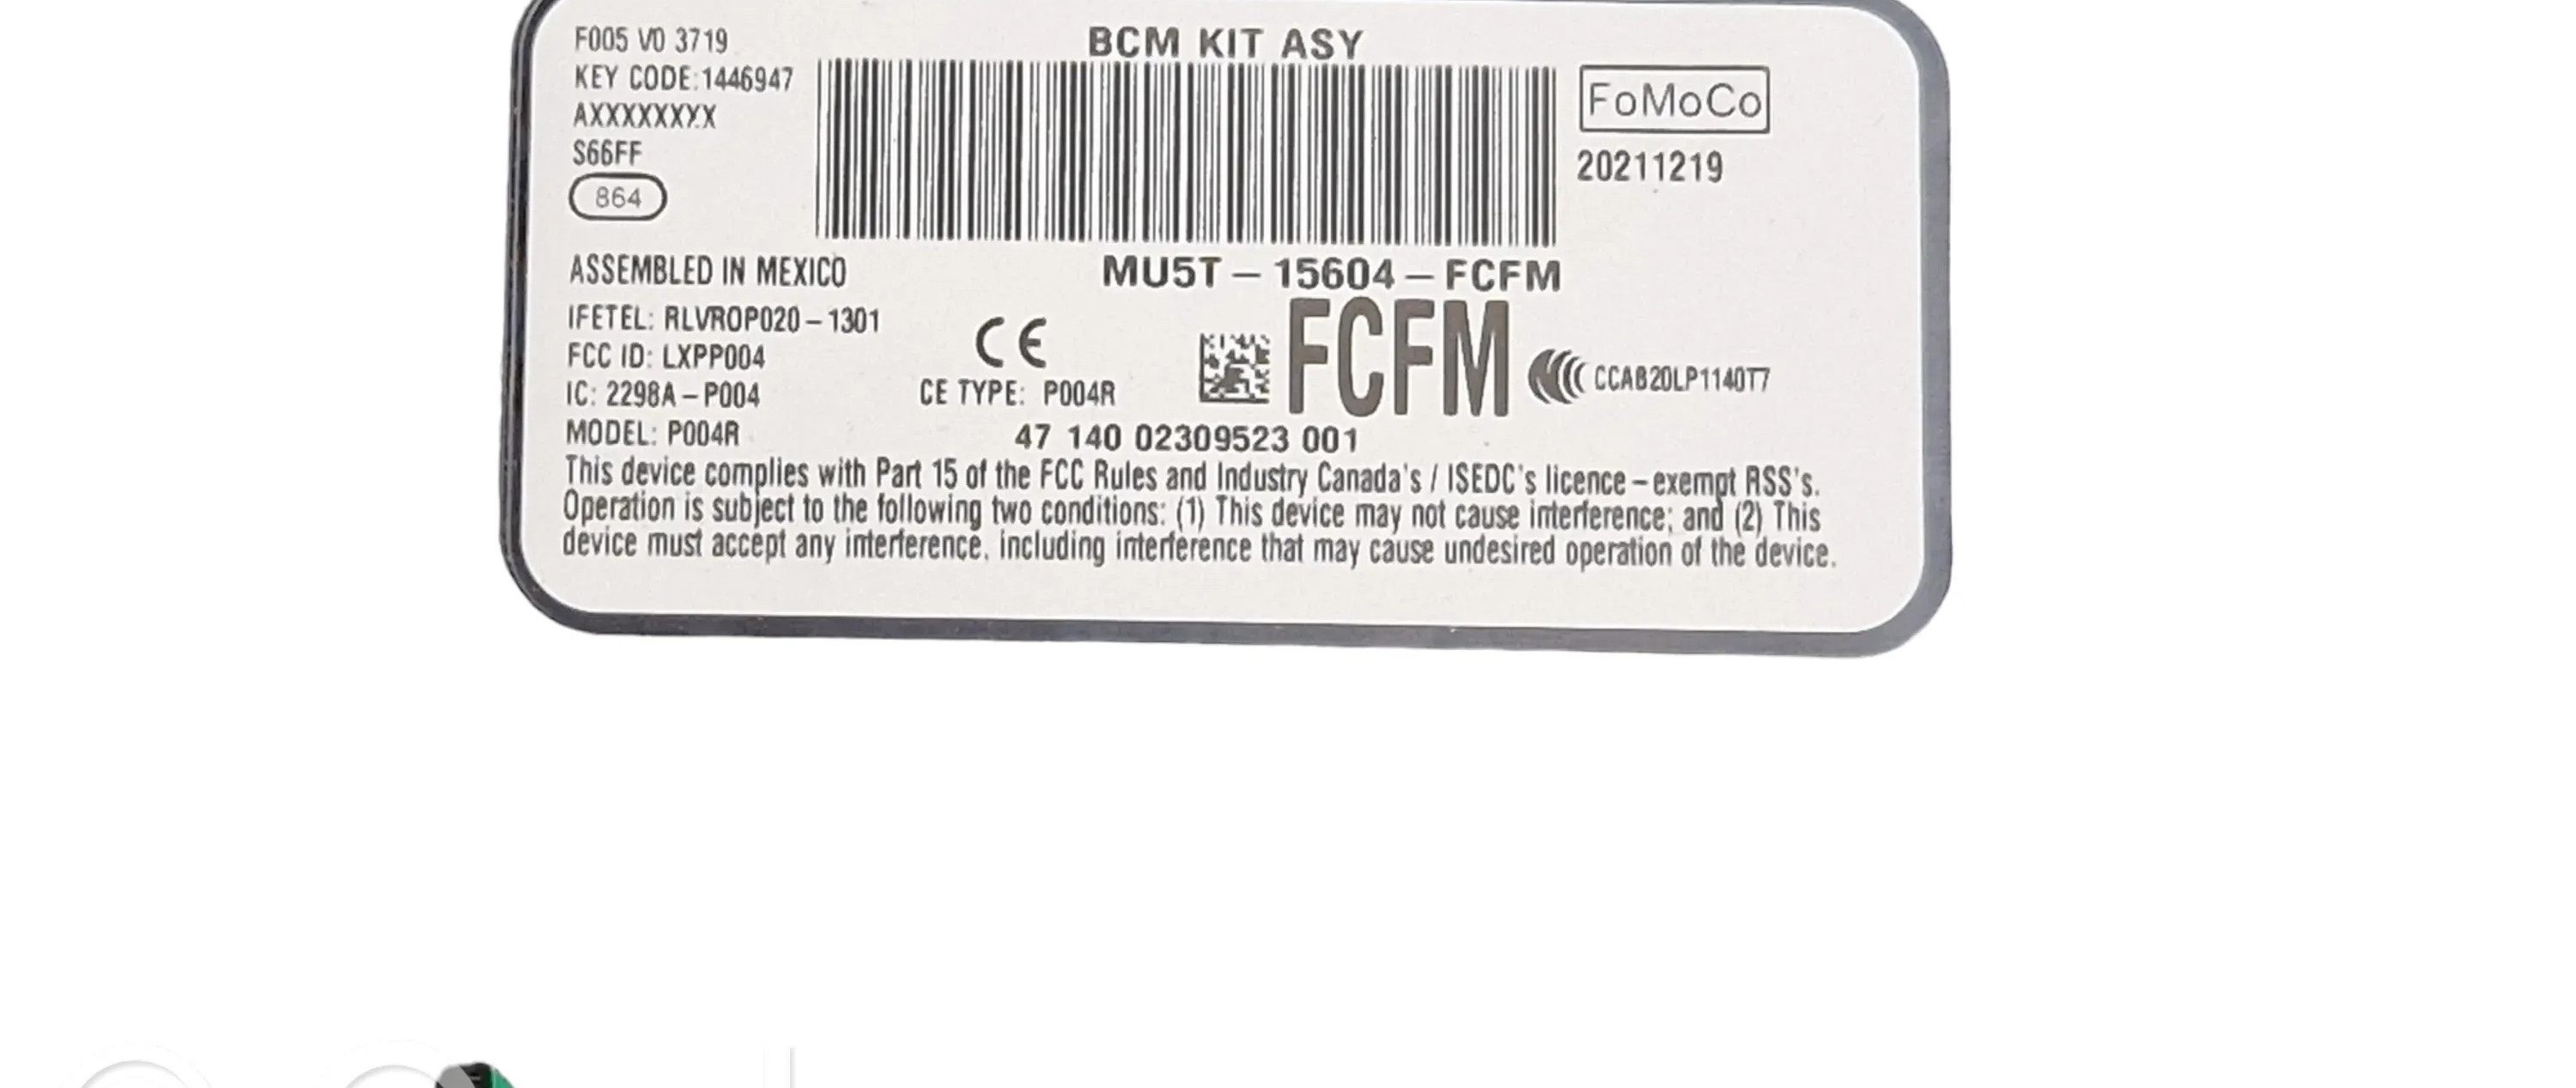 F005 V0 3719
KEY CODE:1446947
AXXXXXXXX
S66FF
864
BCM KIT ASY
FoMoCo
20211219
MU5T – 15604 – FCFM
ASSEMBLED IN MEXICO
IFETEL: RLVROP020 – 1301
FCC ID: LXPP004
IC: 2298A – P004
MODEL: P004R
CE
CE TYPE: P004R
FCFM
CCAB20LP1140T7
47 140 02309523 001
This device complies with Part 15 of the FCC Rules and Industry Canada's / ISEDC's licence – exempt RSS's.
Operation is subject to the following two conditions: (1) This device may not cause interference; and (2) This
device must accept any interference, including interference that may cause undesired operation of the device.